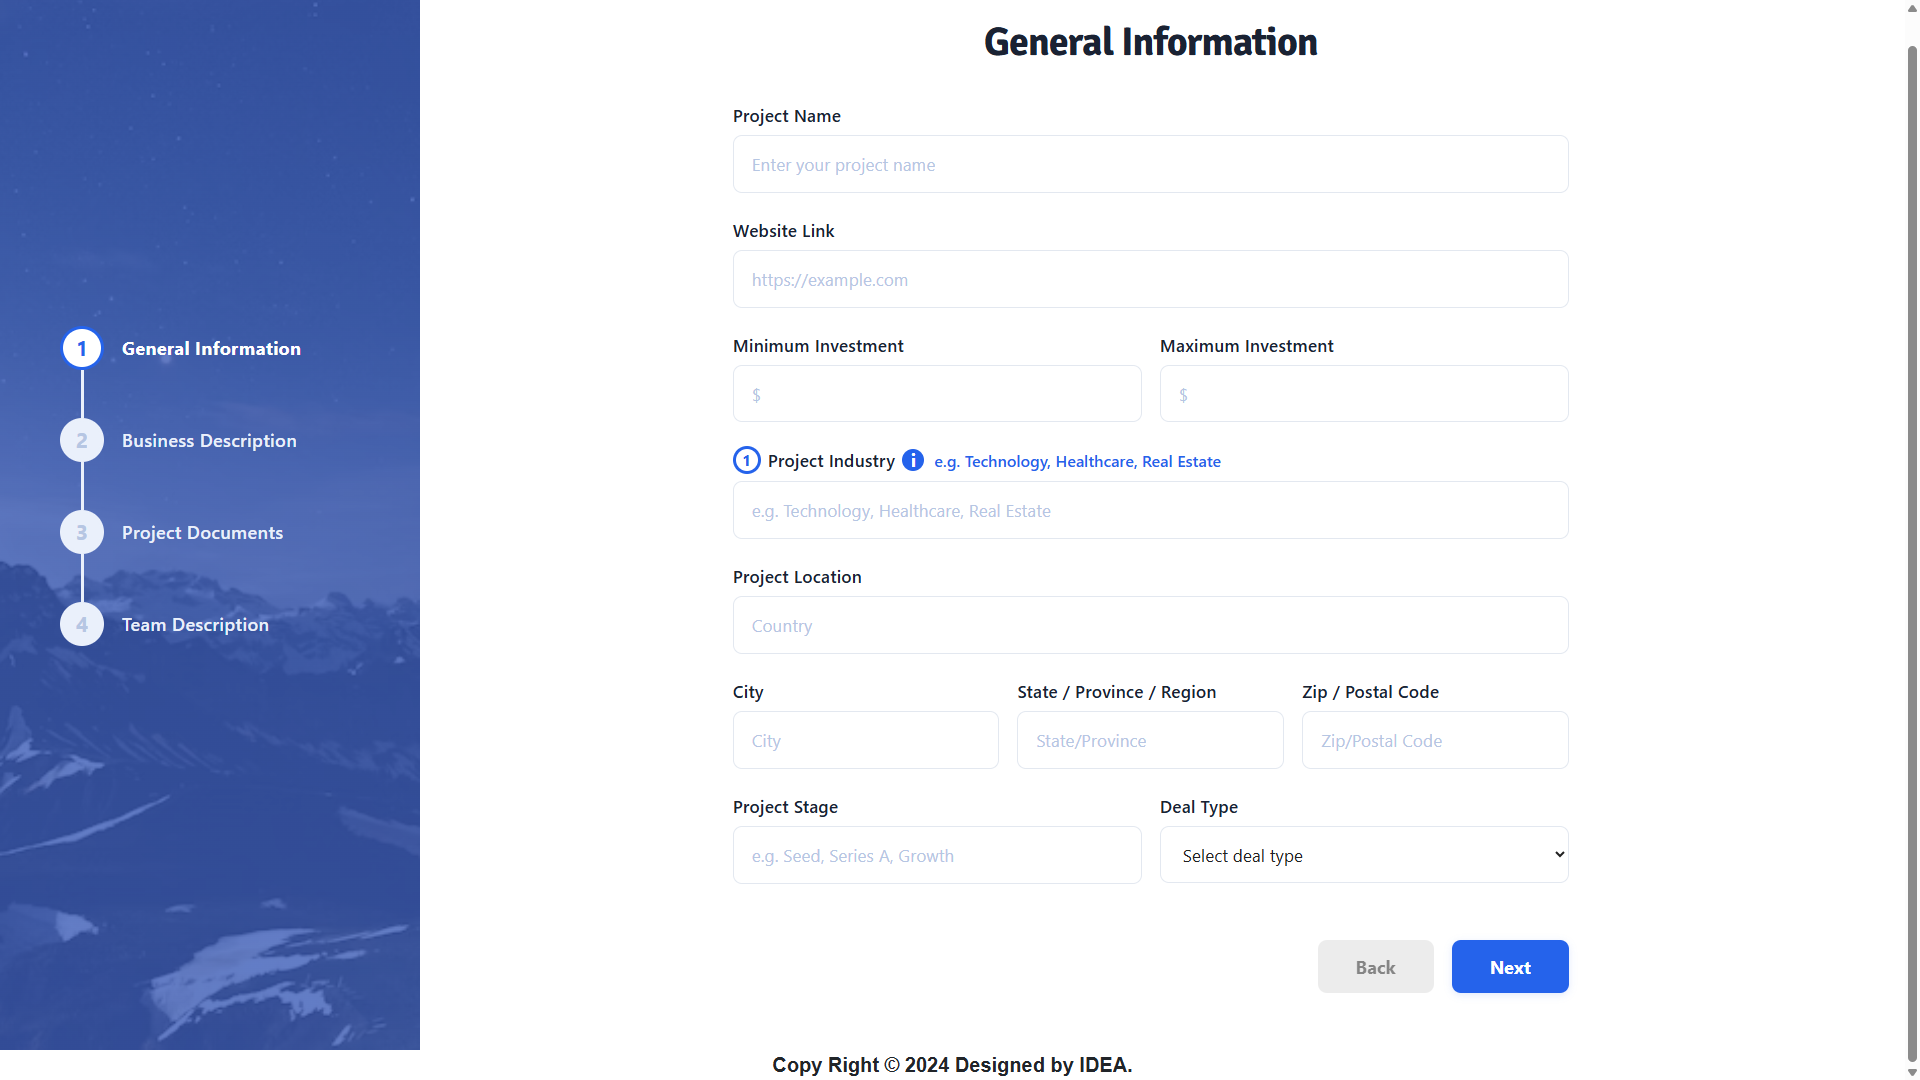 1 General Information
2 Business Description
3 Project Documents
4 Team Description
General Information
Project Name
Enter your project name
Website Link
https://example.com
Minimum Investment
$
Maximum Investment
$
1 Project Industry i e.g. Technology, Healthcare, Real Estate
e.g. Technology, Healthcare, Real Estate
Project Location
Country
City
City
State / Province / Region
State/Province
Zip / Postal Code
Zip/Postal Code
Project Stage
e.g. Seed, Series A, Growth
Deal Type
Select deal type
Back
Next
Copy Right © 2024 Designed by IDEA.